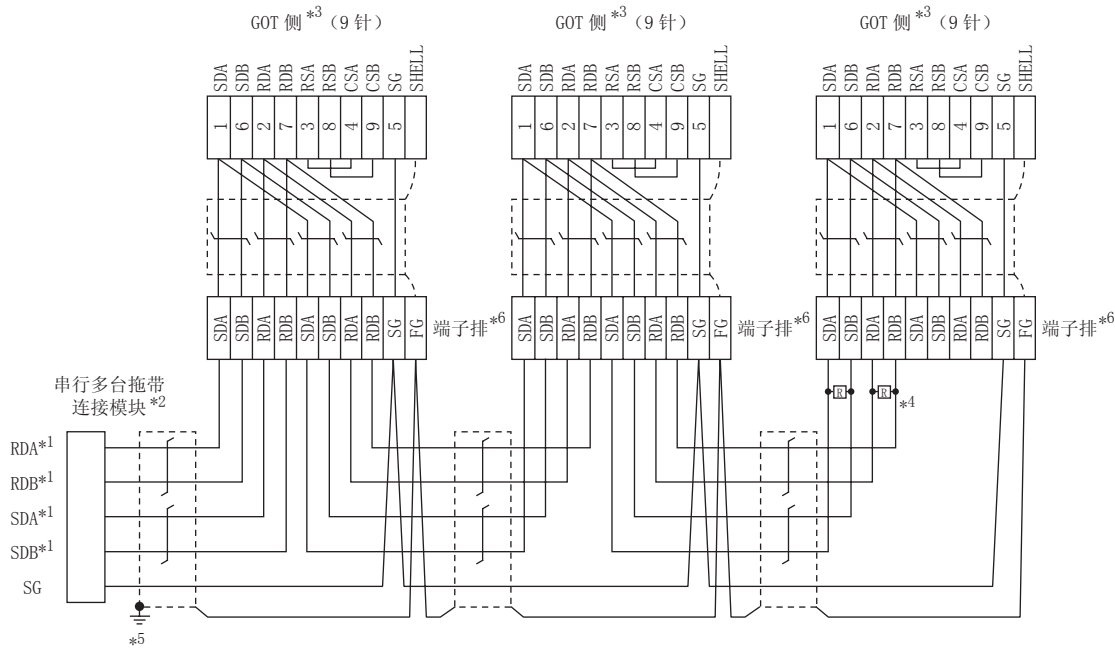 GOT 侧 *3 (9 针) GOT 侧 *3 (9 针) GOT 侧 *3 (9 针)
SDA SDB RDA RDB RSA RSB CSA CSB SG SHELL SDA SDB RDA RDB RSA RSB CSA CSB SG SHELL SDA SDB RDA RDB RSA RSB CSA CSB SG SHELL
1 6 2 7 3 8 4 9 5 1 6 2 7 3 8 4 9 5 1 6 2 7 3 8 4 9 5
SDA SDB RDA RDB SDA SDB RDA RDB SG FG 端子排*6 SDA SDB RDA RDB SDA SDB RDA RDB SG FG 端子排*6 SDA SDB RDA RDB SDA SDB RDA RDB SG FG 端子排*6
串行多台拖带
连接模块*2
R R *4
RDA*1
RDB*1
SDA*1
SDB*1
SG
*5